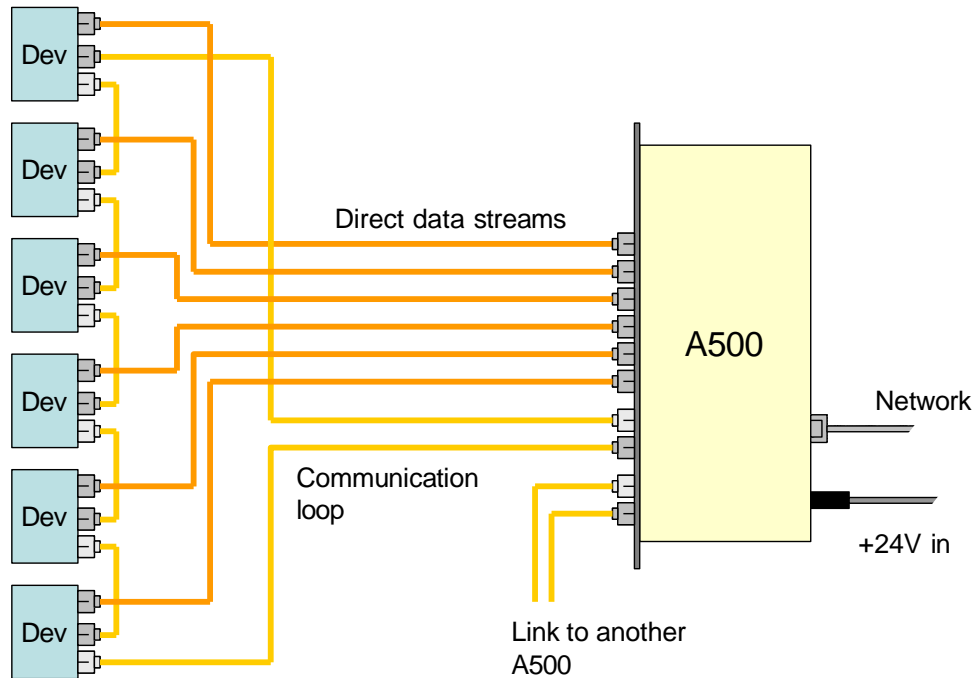 Dev
Dev
Direct data streams
Dev
A500
Dev
Network
Communication
loop
Dev
+24V in
Dev
Link to another
A500